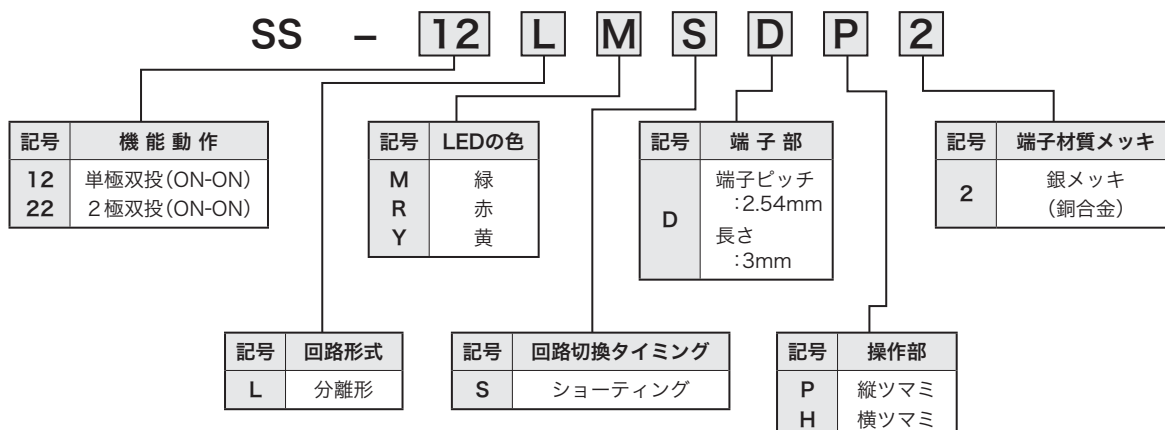 SS – 12 L M S D P 2
記号 機能動作
12 単極双投(ON-ON)
22 2極双投(ON-ON)
記号 LEDの色
M 緑
R 赤
Y 黄
記号 端子部
D 端子ピッチ
:2.54mm
長さ
:3mm
記号 端子材質メッキ
2 銀メッキ
(銅合金)
記号 回路形式
L 分離形
記号 回路切換タイミング
S ショーティング
記号 操作部
P 縦ツマミ
H 横ツマミ